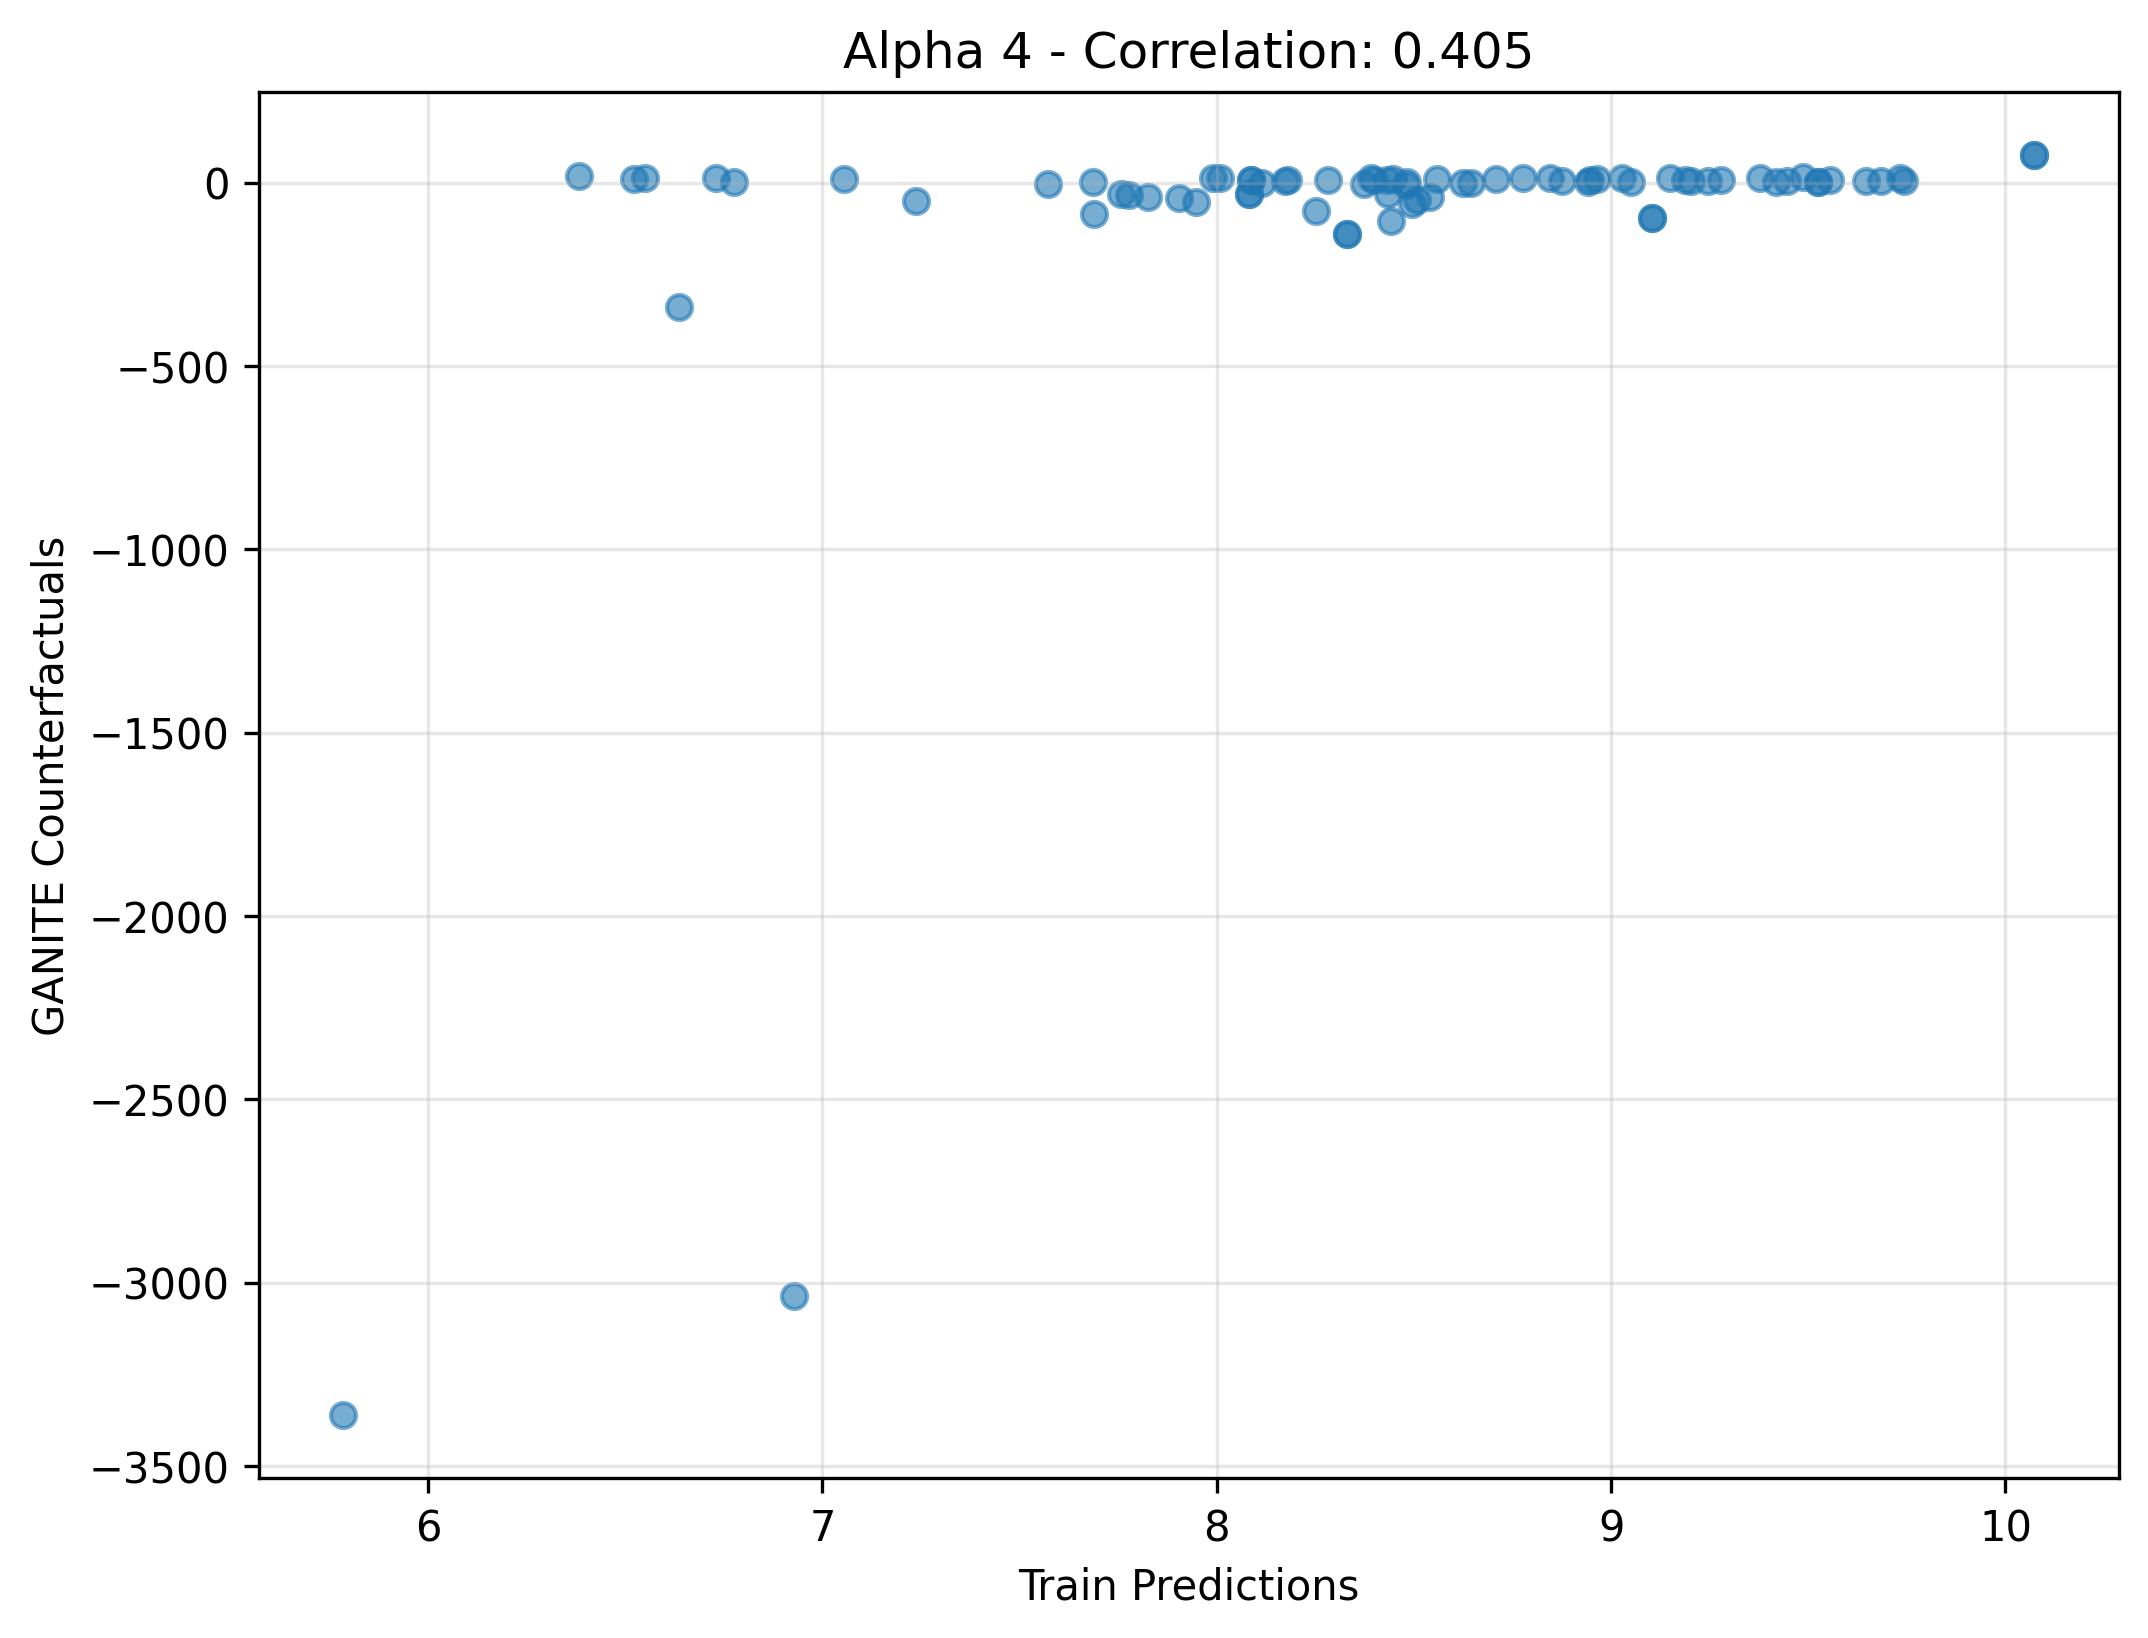 Alpha 4 - Correlation: 0.405
GANITE Counterfactuals
0
−500
−1000
−1500
−2000
−2500
−3000
−3500
6 7 8 9 10
Train Predictions